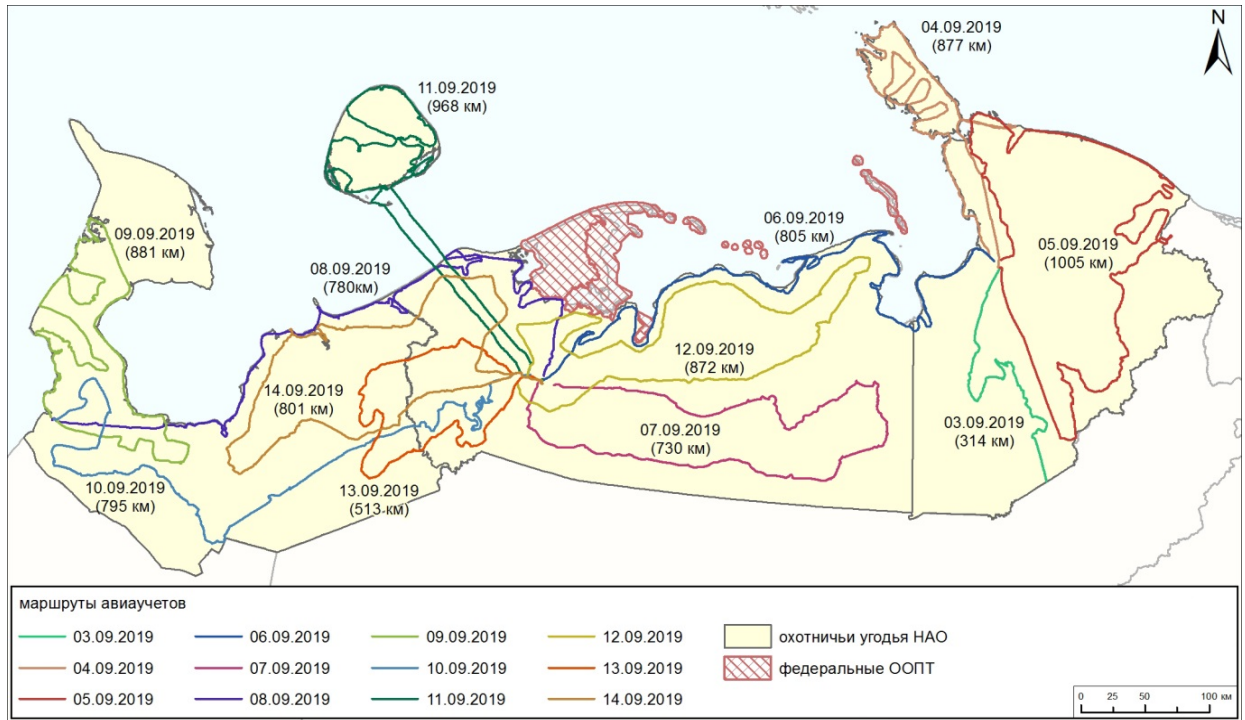 04.09.2019
(877 км)
N
11.09.2019
(968 км)
06.09.2019
(805 км)
09.09.2019
(881 км)
05.09.2019
(1005 км)
08.09.2019
(780км)
12.09.2019
(872 км)
14.09.2019
(801 км)
03.09.2019
(314 км)
07.09.2019
(730 км)
10.09.2019
(795 км)
13.09.2019
(513 км)
маршруты авиаучетов
03.09.2019 06.09.2019 09.09.2019 12.09.2019 охотничьи угодья НАО
04.09.2019 07.09.2019 10.09.2019 13.09.2019 федеральные ООПТ
05.09.2019 08.09.2019 11.09.2019 14.09.2019
0 25 50 100 км